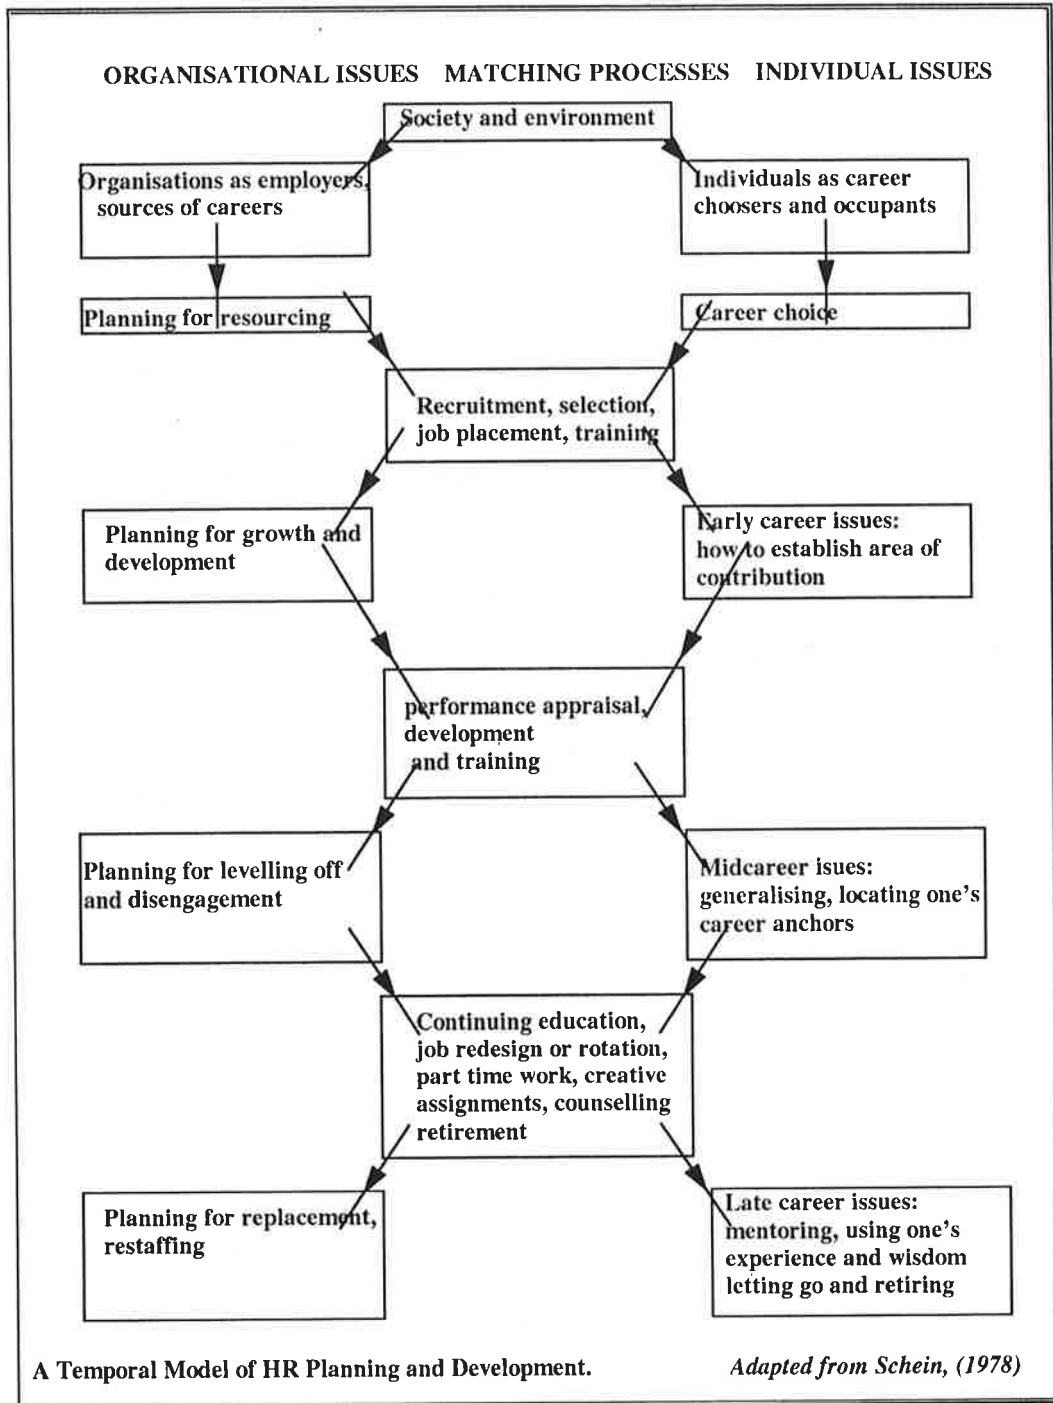 ORGANISATIONAL ISSUES MATCHING PROCESSES INDIVIDUAL ISSUES
Society and environment
Organisations as employers,
sources of careers
Individuals as career
choosers and occupants
Planning for resourcing
Career choice
Recruitment, selection,
job placement, training
Planning for growth and
development
Early career issues:
how to establish area of
contribution
performance appraisal,
development
and training
Planning for levelling off
and disengagement
Midcareer isues:
generalising, locating one's
career anchors
Continuing education,
job redesign or rotation,
part time work, creative
assignments, counselling
retirement
Planning for replacement,
restaffing
Late career issues:
mentoring, using one's
experience and wisdom
letting go and retiring
A Temporal Model of HR Planning and Development.
Adapted from Schein, (1978)